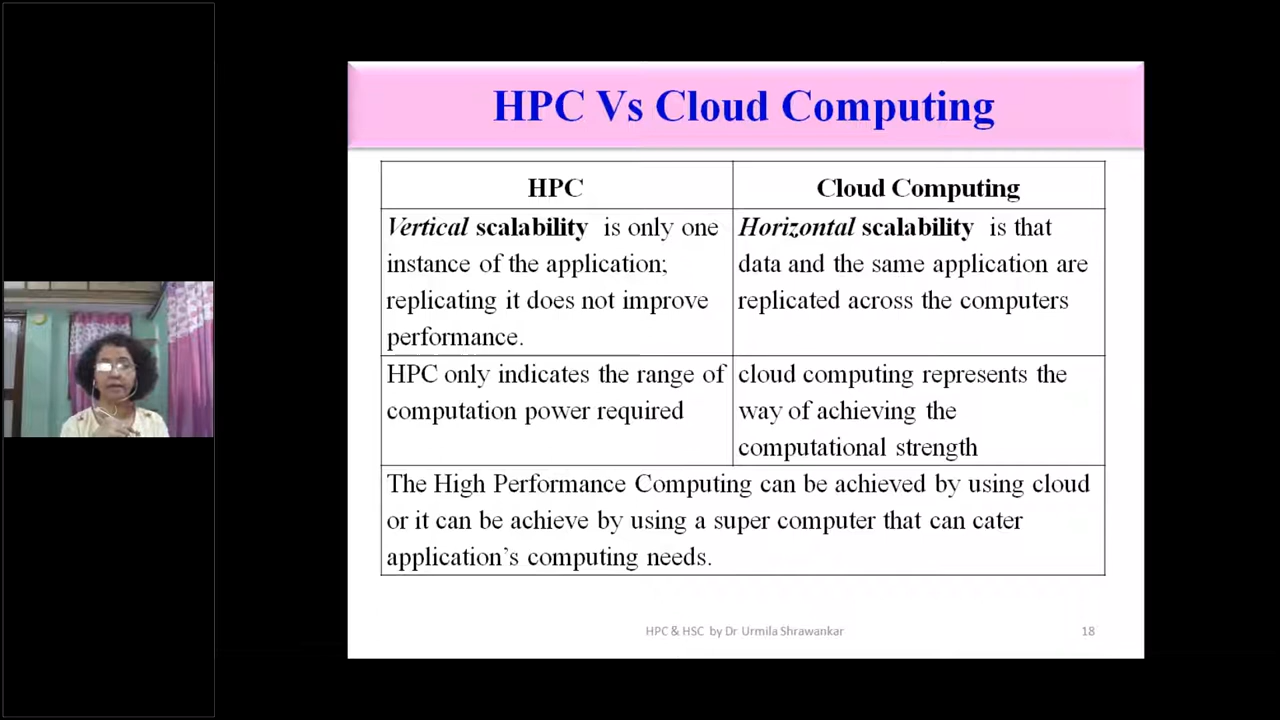 HPC Vs Cloud Computing
HPC
Cloud Computing
Vertical scalability is only one
instance of the application;
replicating it does not improve
performance.
Horizontal scalability is that
data and the same application are
replicated across the computers
HPC only indicates the range of
computation power required
cloud computing represents the
way of achieving the
computational strength
The High Performance Computing can be achieved by using cloud
or it can be achieve by using a super computer that can cater
application’s computing needs.
HPC & HSC by Dr Urmila Shrawankar
18